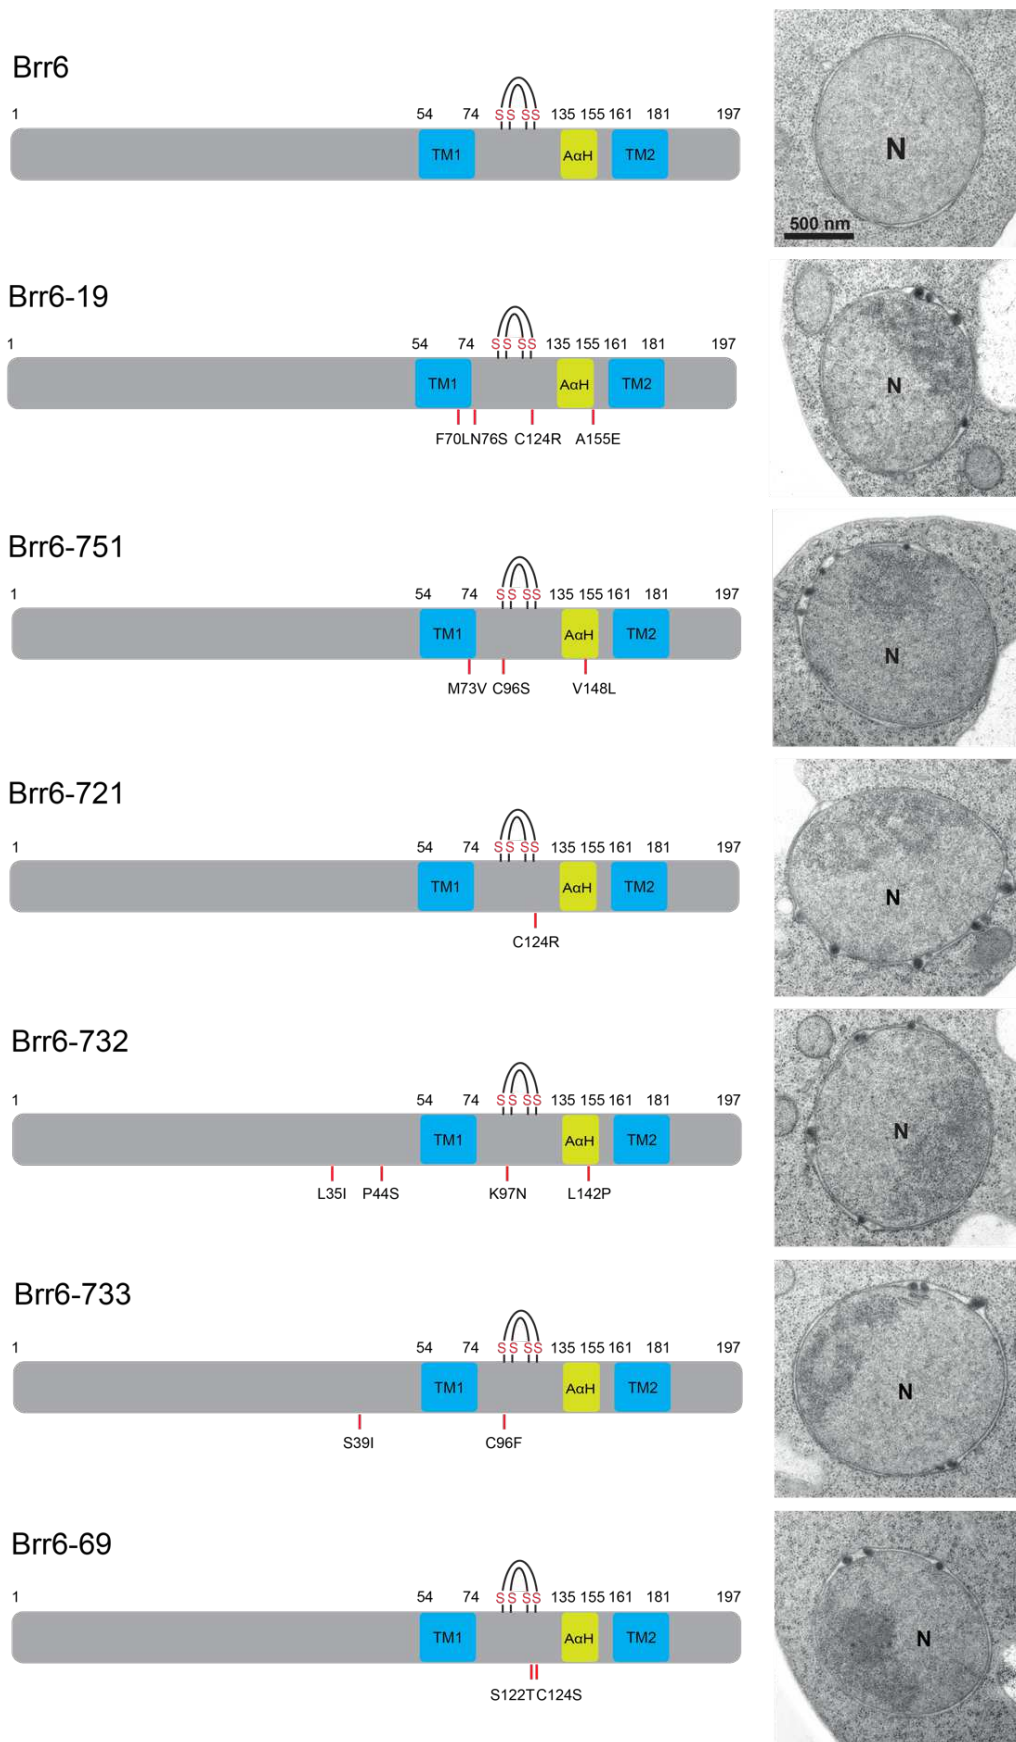 Brr6
1 54 74 SS SS 135 155 161 181 197
TM1 AαH TM2
N
500 nm
Brr6-19
1 54 74 SS SS 135 155 161 181 197
TM1 AαH TM2
F70L N76S C124R A155E
N
Brr6-751
1 54 74 SS SS 135 155 161 181 197
TM1 AαH TM2
M73V C96S V148L
N
Brr6-721
1 54 74 SS SS 135 155 161 181 197
TM1 AαH TM2
C124R
N
Brr6-732
1 54 74 SS SS 135 155 161 181 197
TM1 AαH TM2
L35I P44S K97N L142P
N
Brr6-733
1 54 74 SS SS 135 155 161 181 197
TM1 AαH TM2
S39I C96F
N
Brr6-69
1 54 74 SS SS 135 155 161 181 197
TM1 AαH TM2
S122T C124S
N